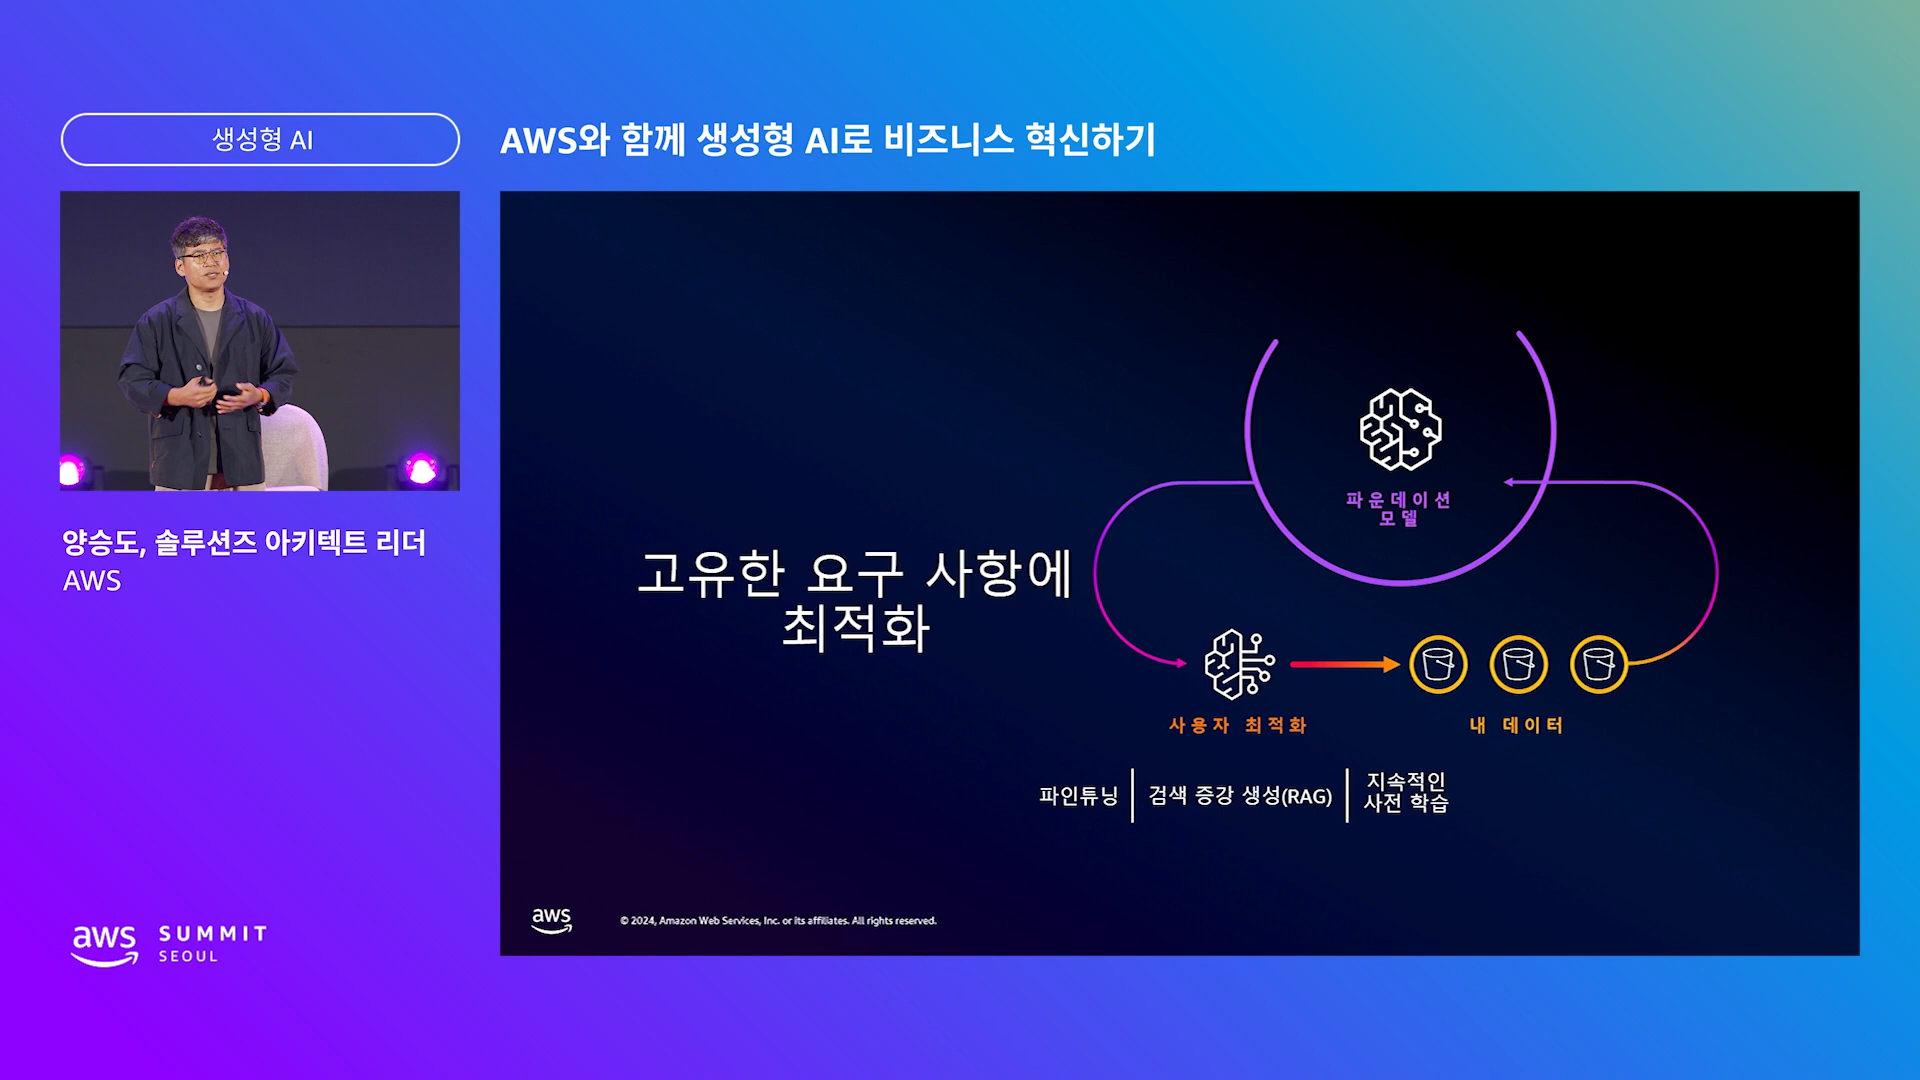 생성형 AI
AWS와 함께 생성형 AI로 비즈니스 혁신하기
양승도, 솔루션즈 아키텍트 리더
AWS
고유한 요구 사항에
최적화
파운데이션
모델
사용자 최적화
내 데이터
파인튜닝
검색 증강 생성(RAG)
지속적인
사전 학습
aws
© 2024, Amazon Web Services, Inc. or its affiliates. All rights reserved.
aws
SUMMIT
SEOUL